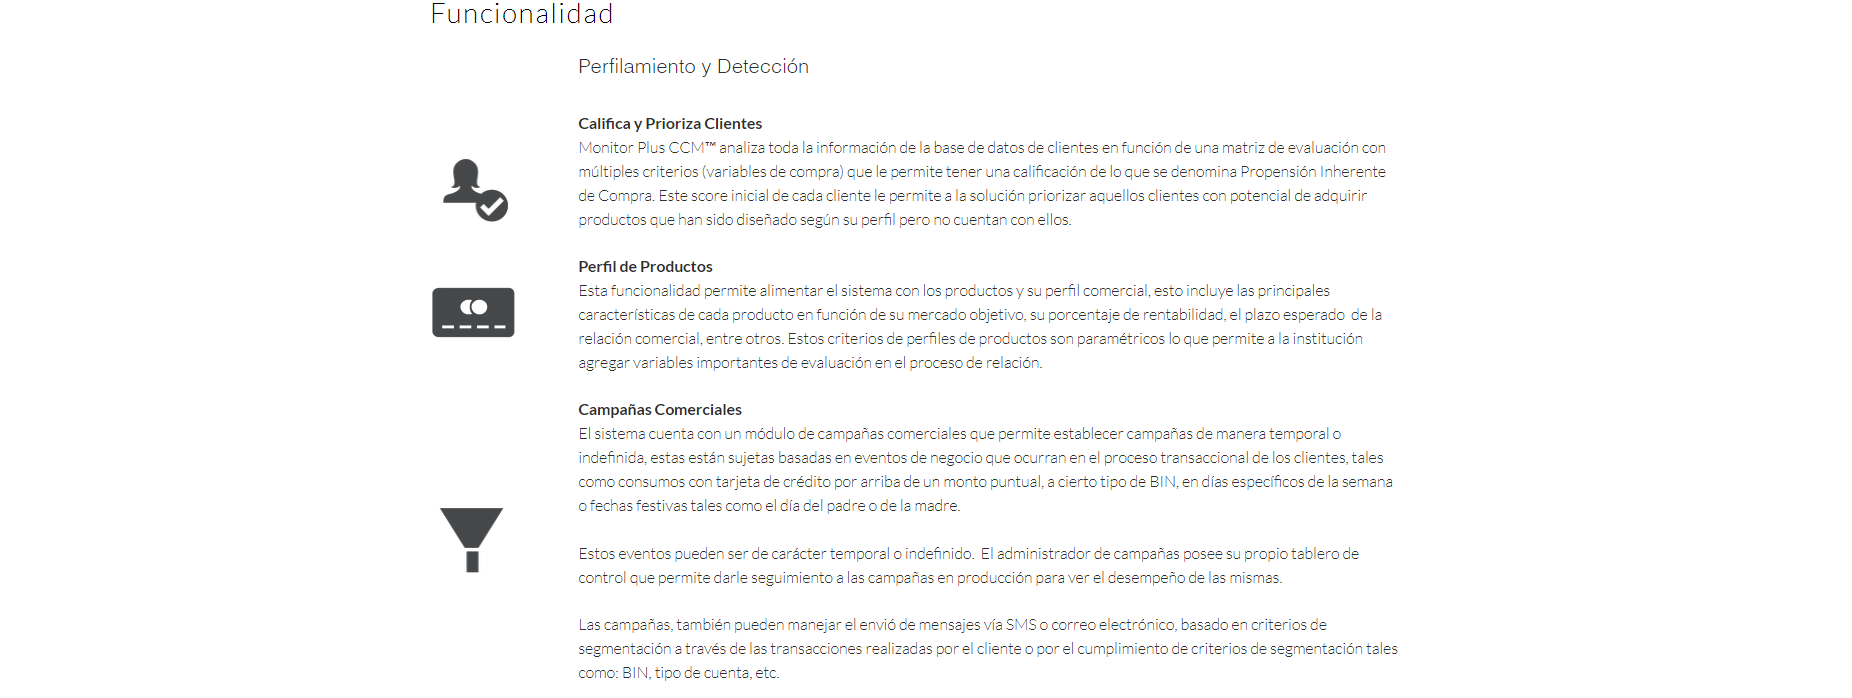 Funcionalidad
Perfilamiento y Detección
Califica y Prioriza Clientes
Monitor Plus CCM™ analiza toda la información de la base de datos de clientes en función de una matriz de evaluación con
múltiples criterios (variables de compra) que le permite tener una calificación de lo que se denomina Propensión Inherente
de Compra. Este score inicial de cada cliente le permite a la solución priorizar aquellos clientes con potencial de adquirir
productos que han sido diseñado según su perfil pero no cuentan con ellos.
Perfil de Productos
Esta funcionalidad permite alimentar el sistema con los productos y su perfil comercial, esto incluye las principales
características de cada producto en función de su mercado objetivo, su porcentaje de rentabilidad, el plazo esperado  de la
relación comercial, entre otros. Estos criterios de perfiles de productos son paramétricos lo que permite a la institución
agregar variables importantes de evaluación en el proceso de relación.
Campañas Comerciales
El sistema cuenta con un módulo de campañas comerciales que permite establecer campañas de manera temporal o
indefinida, estas están sujetas basadas en eventos de negocio que ocurran en el proceso transaccional de los clientes, tales
como consumos con tarjeta de crédito por arriba de un monto puntual, a cierto tipo de BIN, en días específicos de la semana
o fechas festivas tales como el día del padre o de la madre.
Estos eventos pueden ser de carácter temporal o indefinido.  El administrador de campañas posee su propio tablero de
control que permite darle seguimiento a las campañas en producción para ver el desempeño de las mismas.
Las campañas, también pueden manejar el envió de mensajes vía SMS o correo electrónico, basado en criterios de
segmentación a través de las transacciones realizadas por el cliente o por el cumplimiento de criterios de segmentación tales
como: BIN, tipo de cuenta, etc.